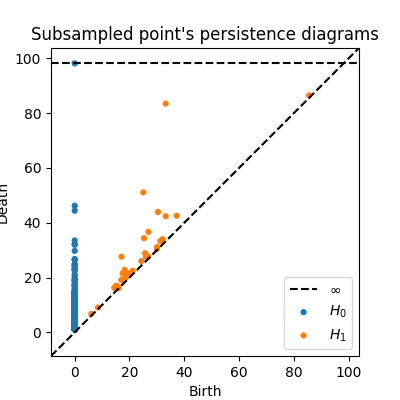 Subsampled point's persistence diagrams
100
80
60
40
20
0
Death
0 20 40 60 80 100
Birth
∞
H₀
H₁